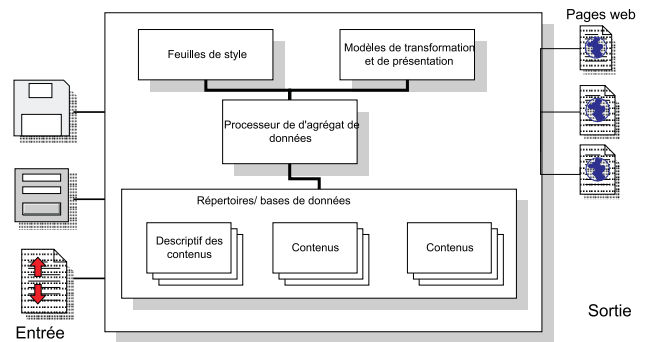 Pages web
Feuilles de style
Modèles de transformation
et de présentation
Processeur de d'agrégat de
données
Répertoires/ bases de données
Descriptif des
contenus
Contenus
Contenus
Entrée
Sortie